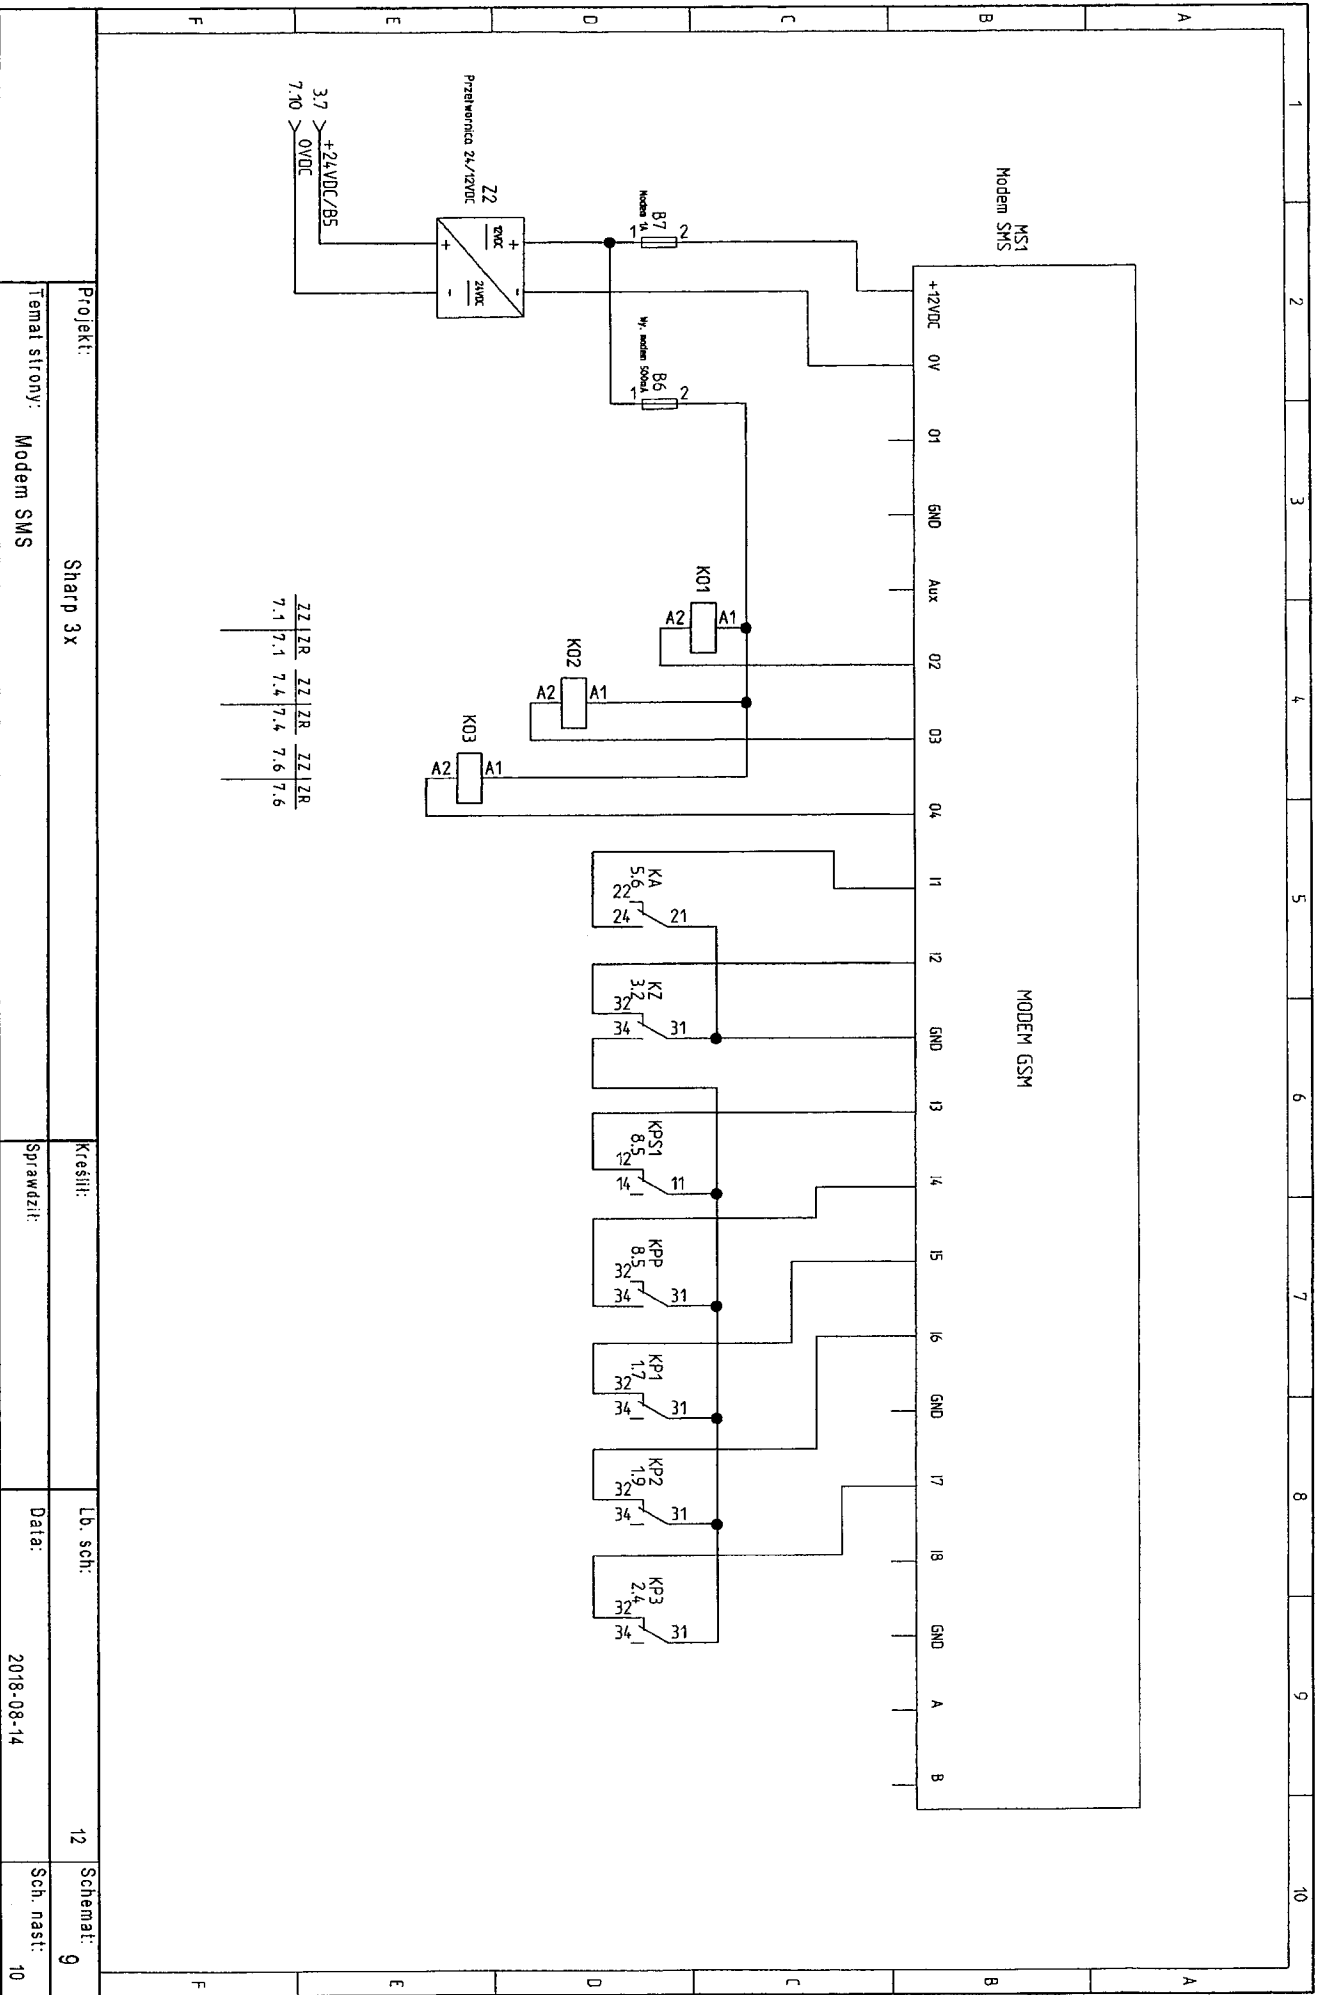 1 2 3 4 5 6 7 8 9 10
A
B
C
D
E
F
A
B
C
D
E
F
MS1
Modem SMS
MODEM GSM
+12VDC 0V O1 GND Aux O2 O3 O4 I1 I2 GND I3 I4 I5 I6 GND I7 I8 GND A B
B7
Modem 1A
1 2
B6
Wy. modem 500mA
1 2
Z2
Przetwornica 24/12VDC
+ -
12VDC
24VDC
+ -
3.7 +24VDC/B5
7.10 0VDC
K01
A1
A2
K02
A1
A2
K03
A1
A2
KA
5.6
21
22 24
KZ
3.2
31
32 34
KPS1
8.5
11
12 14
KPP
8.5
31
32 34
KP1
1.7
31
32 34
KP2
1.9
31
32 34
KP3
2.4
31
32 34
ZZ ZR
7.1 7.1
ZZ ZR
7.4 7.4
ZZ ZR
7.6 7.6
Projekt: Sharp 3x
Kreślił:
Lb. sch: 12
Schemat: 9
Temat strony: Modem SMS
Sprawdził:
Data: 2018-08-14
Sch. nast: 10